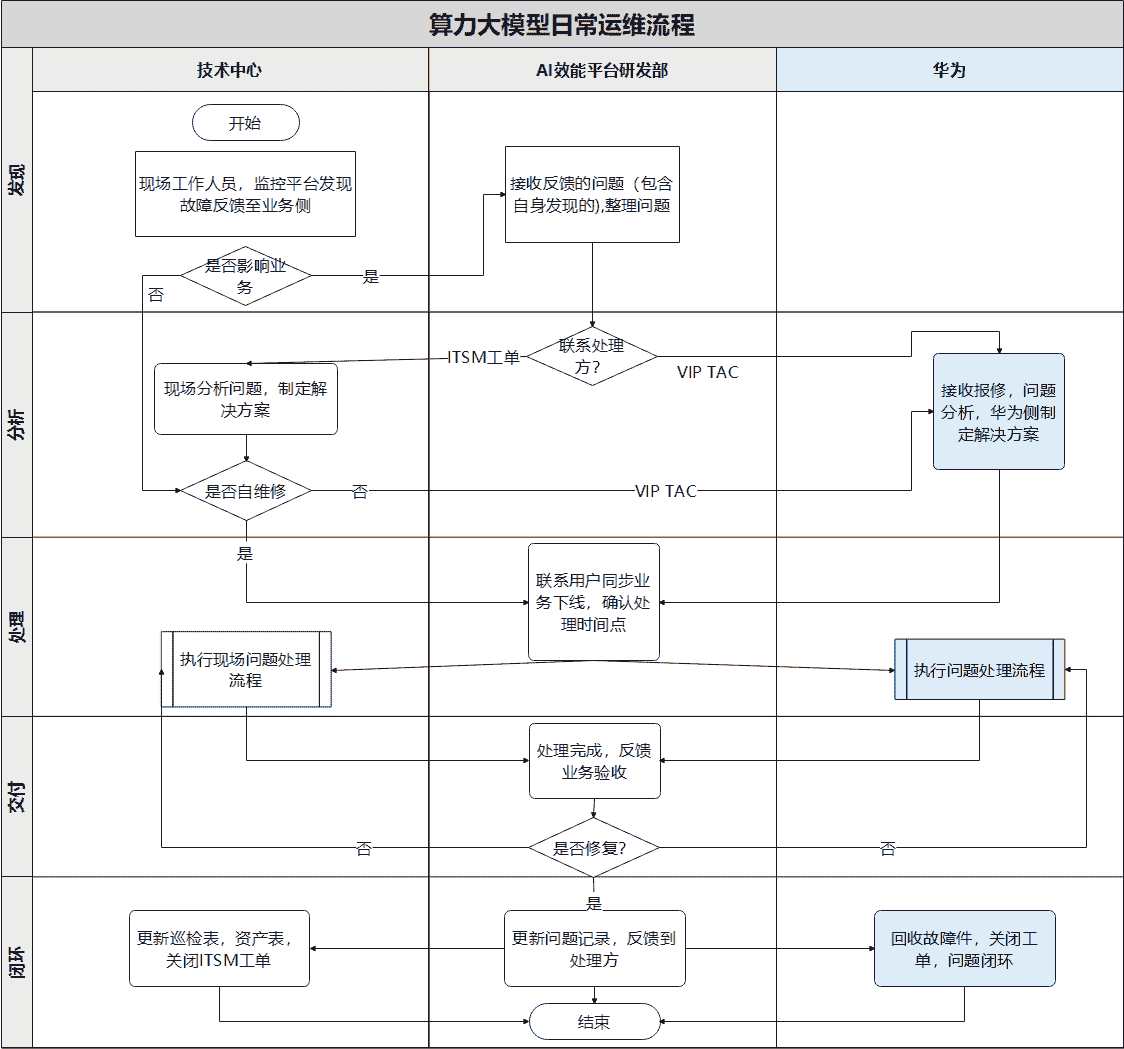 算力大模型日常运维流程
技术中心
AI效能平台研发部
华为
发现
开始
现场工作人员，监控平台发现
故障反馈至业务侧
接收反馈的问题（包含
自身发现的),整理问题
是否影响业
务
是
否
分析
联系处理
方？
ITSM工单
VIP TAC
现场分析问题，制定解
决方案
接收报修，问题
分析，华为侧制
定解决方案
是否自维修
否
VIP TAC
是
处理
联系用户同步业
务下线，确认处
理时间点
执行现场问题处理
流程
执行问题处理流程
交付
处理完成，反馈
业务验收
是否修复?
否
否
是
闭环
更新巡检表，资产表，
关闭ITSM工单
更新问题记录，反馈到
处理方
回收故障件，关闭工
单，问题闭环
结束